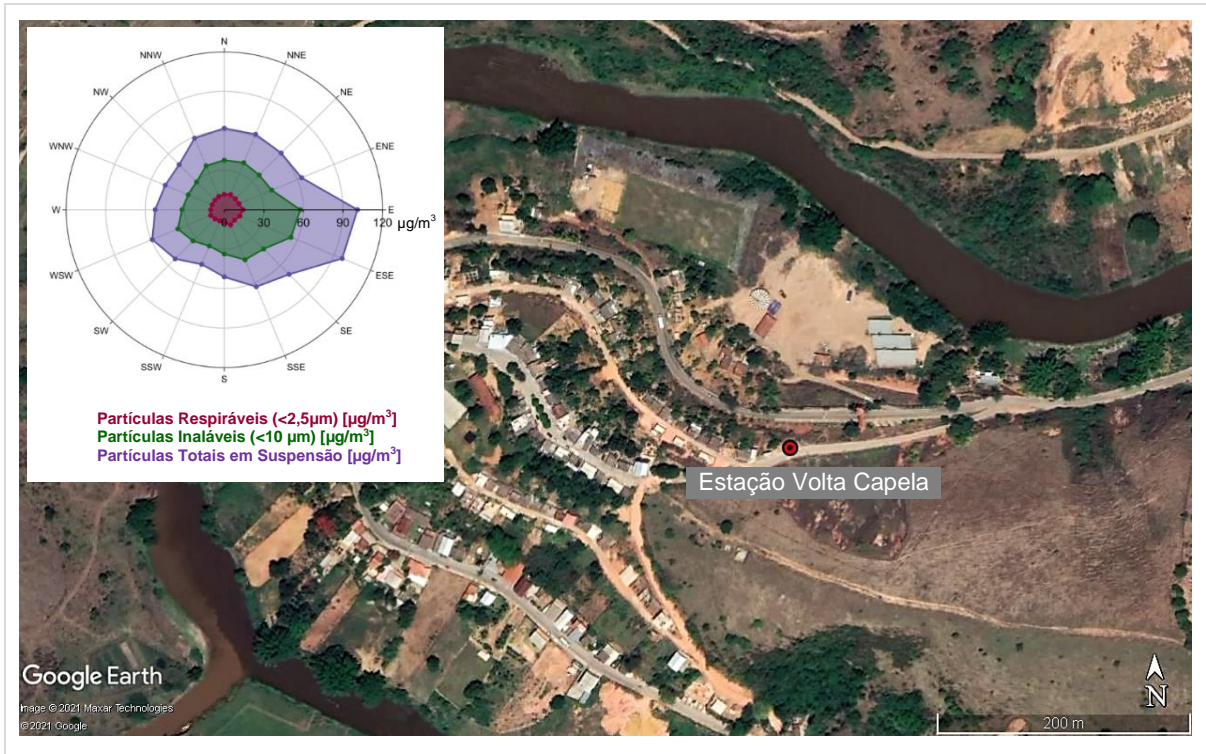 N
NNW
NNE
NW
NE
WNW
ENE
W
0 30 60 90 120 µg/m³
E
WSW
ESE
SW
SE
SSW
SSE
S
Partículas Respiráveis (<2,5µm) [µg/m³]
Partículas Inaláveis (<10 µm) [µg/m³]
Partículas Totais em Suspensão [µg/m³]
Estação Volta Capela
Google Earth
Image © 2021 Maxar Technologies
©2021 Google
N
200 m